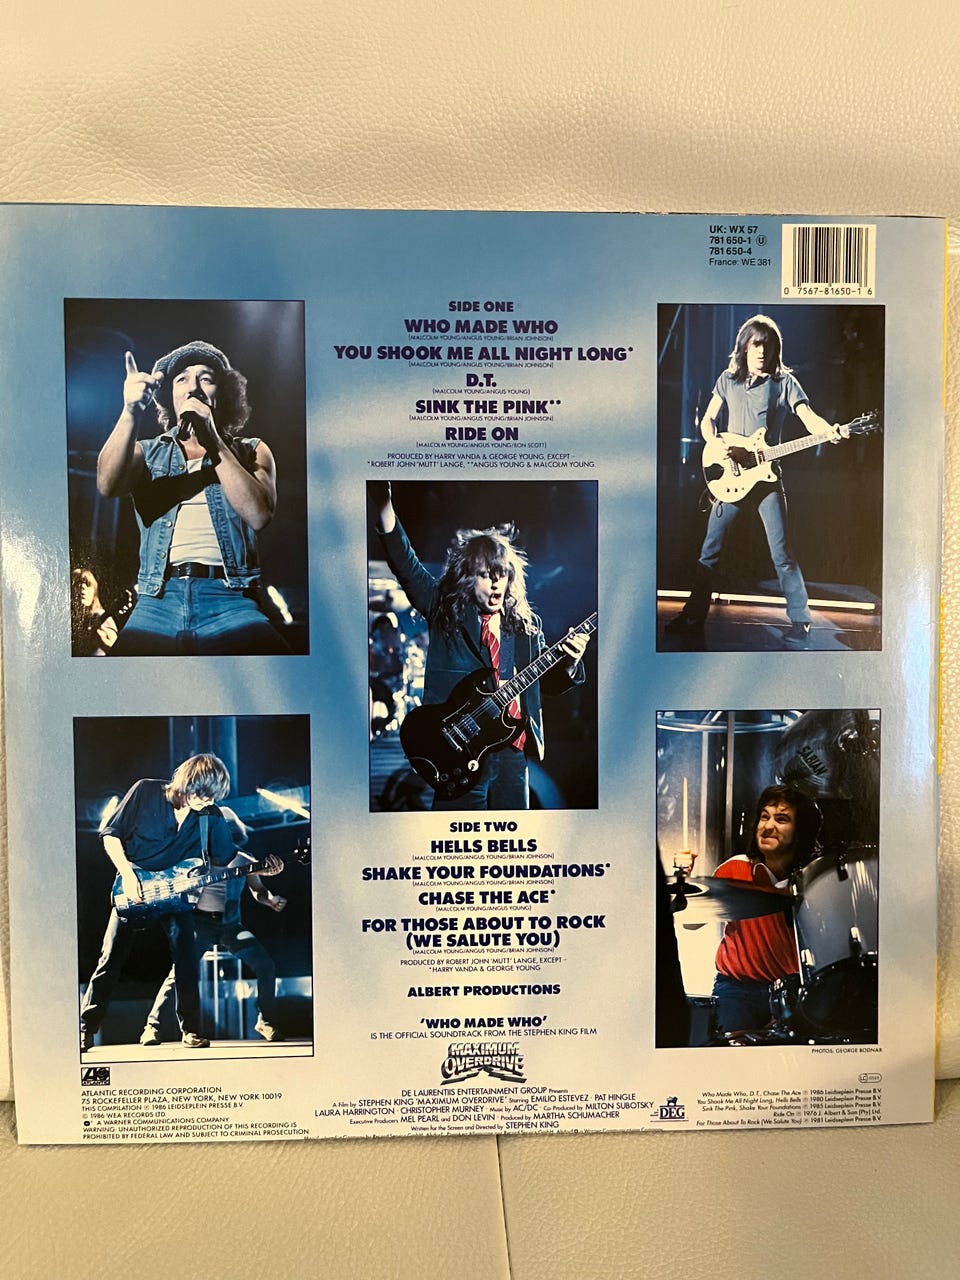 UK: WX 57
781 650-1 Ⓤ
781 650-4
France: WE 381
0 7567-81650-1 6
SIDE ONE
WHO MADE WHO
(MALCOLM YOUNG/ANGUS YOUNG/BRIAN JOHNSON)
YOU SHOOK ME ALL NIGHT LONG*
(MALCOLM YOUNG/ANGUS YOUNG/BRIAN JOHNSON)
D.T.
(MALCOLM YOUNG/ANGUS YOUNG)
SINK THE PINK**
(MALCOLM YOUNG/ANGUS YOUNG/BRIAN JOHNSON)
RIDE ON
(MALCOLM YOUNG/ANGUS YOUNG/BON SCOTT)
PRODUCED BY HARRY VANDA & GEORGE YOUNG, EXCEPT –
*ROBERT JOHN 'MUTT' LANGE, **ANGUS YOUNG & MALCOLM YOUNG.
SABIAN
SIDE TWO
HELLS BELLS
(MALCOLM YOUNG/ANGUS YOUNG/BRIAN JOHNSON)
SHAKE YOUR FOUNDATIONS*
(MALCOLM YOUNG/ANGUS YOUNG/BRIAN JOHNSON)
CHASE THE ACE*
(MALCOLM YOUNG/ANGUS YOUNG)
FOR THOSE ABOUT TO ROCK
(WE SALUTE YOU)
(MALCOLM YOUNG/ANGUS YOUNG/BRIAN JOHNSON)
PRODUCED BY ROBERT JOHN 'MUTT' LANGE, EXCEPT –
*HARRY VANDA & GEORGE YOUNG
ALBERT PRODUCTIONS
'WHO MADE WHO'
IS THE OFFICIAL SOUNDTRACK FROM THE STEPHEN KING FILM
MAXIMUM
OVERDRIVE
PHOTOS: GEORGE BODNAR
ATLANTIC
ATLANTIC RECORDING CORPORATION
75 ROCKEFELLER PLAZA, NEW YORK, NEW YORK 10019
THIS COMPILATION ℗ 1986 LEIDSEPLEIN PRESSE B.V.
© 1986 WEA RECORDS LTD.
A WARNER COMMUNICATIONS COMPANY
WARNING: UNAUTHORIZED REPRODUCTION OF THIS RECORDING IS
PROHIBITED BY FEDERAL LAW AND SUBJECT TO CRIMINAL PROSECUTION.
DE LAURENTIIS ENTERTAINMENT GROUP Presents
A Film by STEPHEN KING 'MAXIMUM OVERDRIVE' Starring EMILIO ESTEVEZ · PAT HINGLE
LAURA HARRINGTON · CHRISTOPHER MURNEY · Music by AC/DC · Co-Produced by MILTON SUBOTSKY
Executive Producers MEL PEARL and DON LEVIN · Produced by MARTHA SCHUMACHER
Written for the Screen and Directed by STEPHEN KING
DEG
LC 0121
Who Made Who, D.T., Chase The Ace ℗ 1986 Leidseplein Presse B.V.
You Shook Me All Night Long, Hells Bells ℗ 1980 Leidseplein Presse B.V.
Sink The Pink, Shake Your Foundations ℗ 1985 Leidseplein Presse B.V.
Ride On ℗ 1976 J. Albert & Son (Pty) Ltd.
For Those About To Rock (We Salute You) ℗ 1981 Leidseplein Presse B.V.